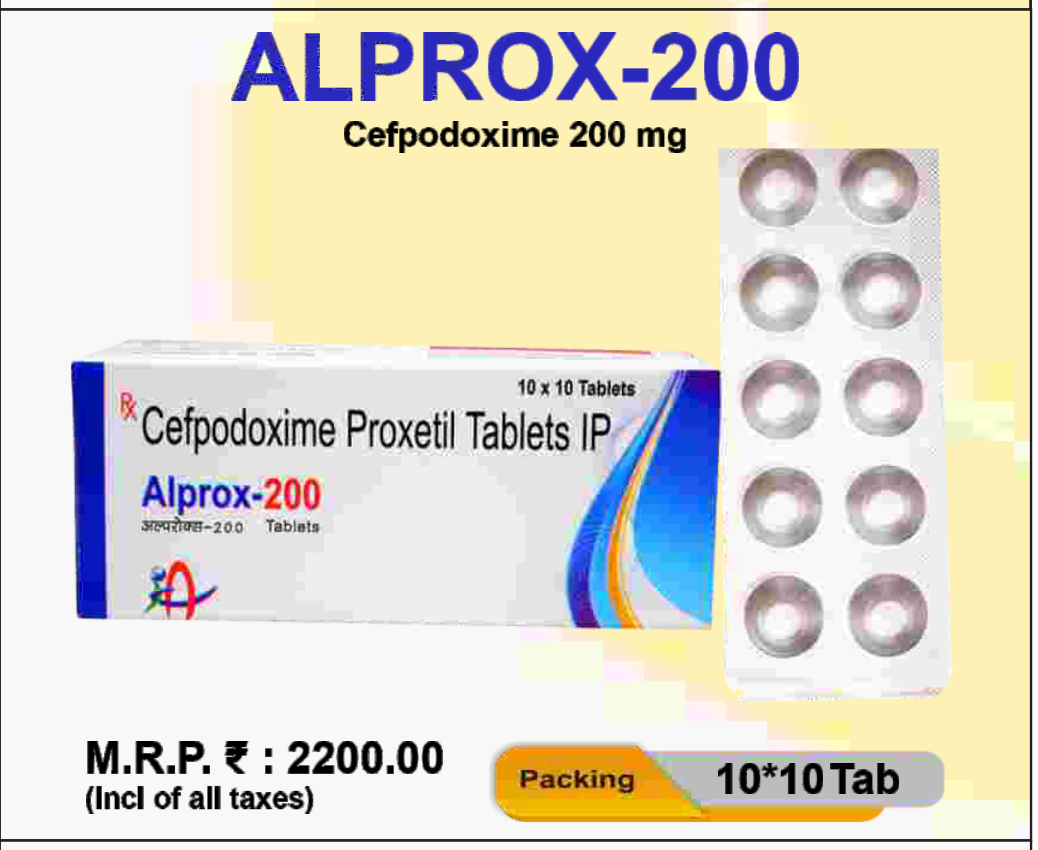 ALPROX-200
Cefpodoxime 200 mg
10 x 10 Tablets
Rx Cefpodoxime Proxetil Tablets IP
Alprox-200
अल्परोक्स-200 Tablets
M.R.P. ₹ : 2200.00
(Incl of all taxes)
Packing 10*10 Tab